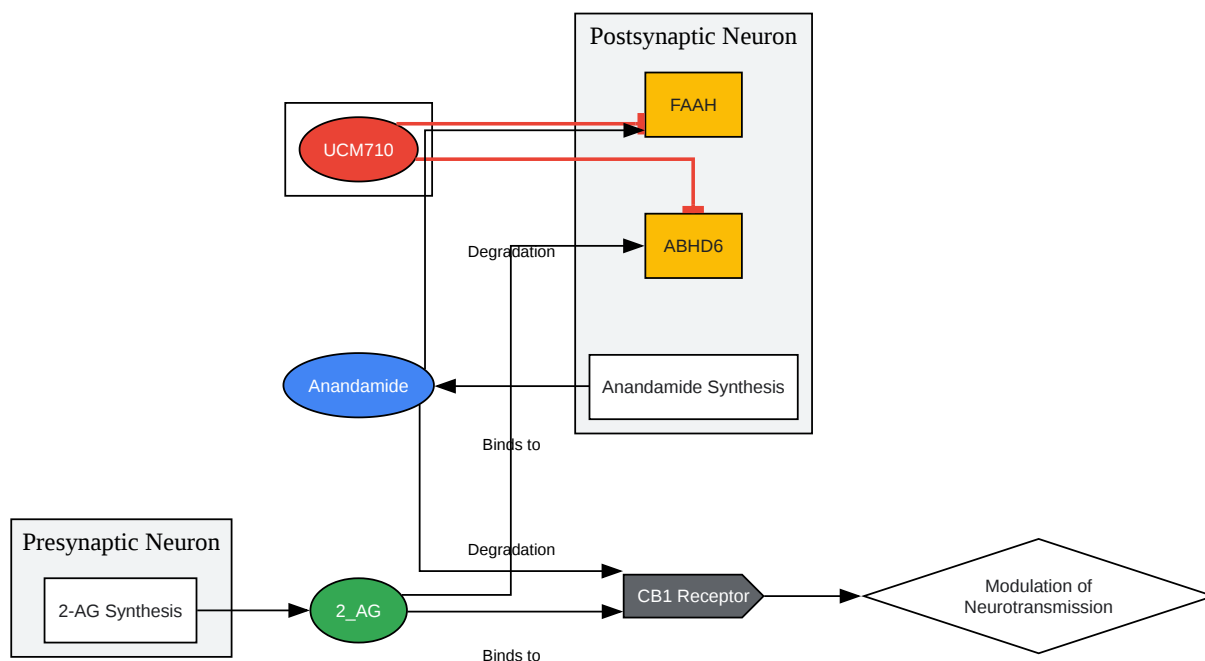 Postsynaptic Neuron
FAAH
UCM710
Degradation
ABHD6
Anandamide
Anandamide Synthesis
Binds to
Presynaptic Neuron
Degradation
2-AG Synthesis
2_AG
CB1 Receptor
Modulation of
Neurotransmission
Binds to